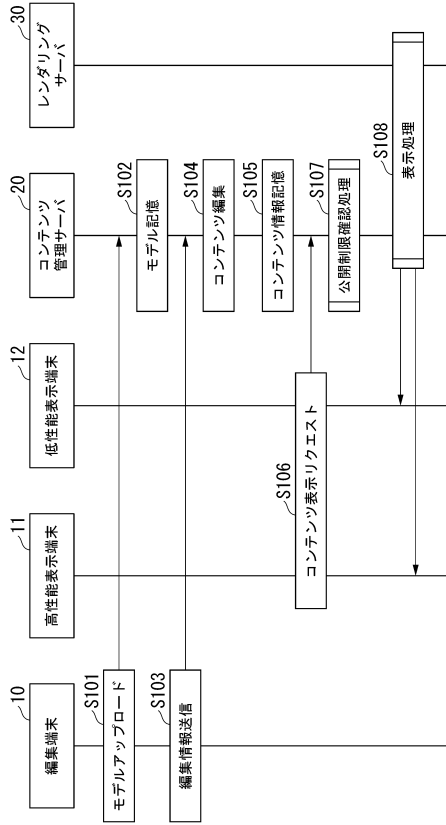 10
編集端末
11
高性能表示端末
12
低性能表示端末
20
コンテンツ
管理サーバ
30
レンダリング
サーバ
S101
モデルアップロード
S102
モデル記憶
S103
編集情報送信
S104
コンテンツ編集
S105
コンテンツ情報記憶
S106
コンテンツ表示リクエスト
S107
公開制限確認処理
S108
表示処理